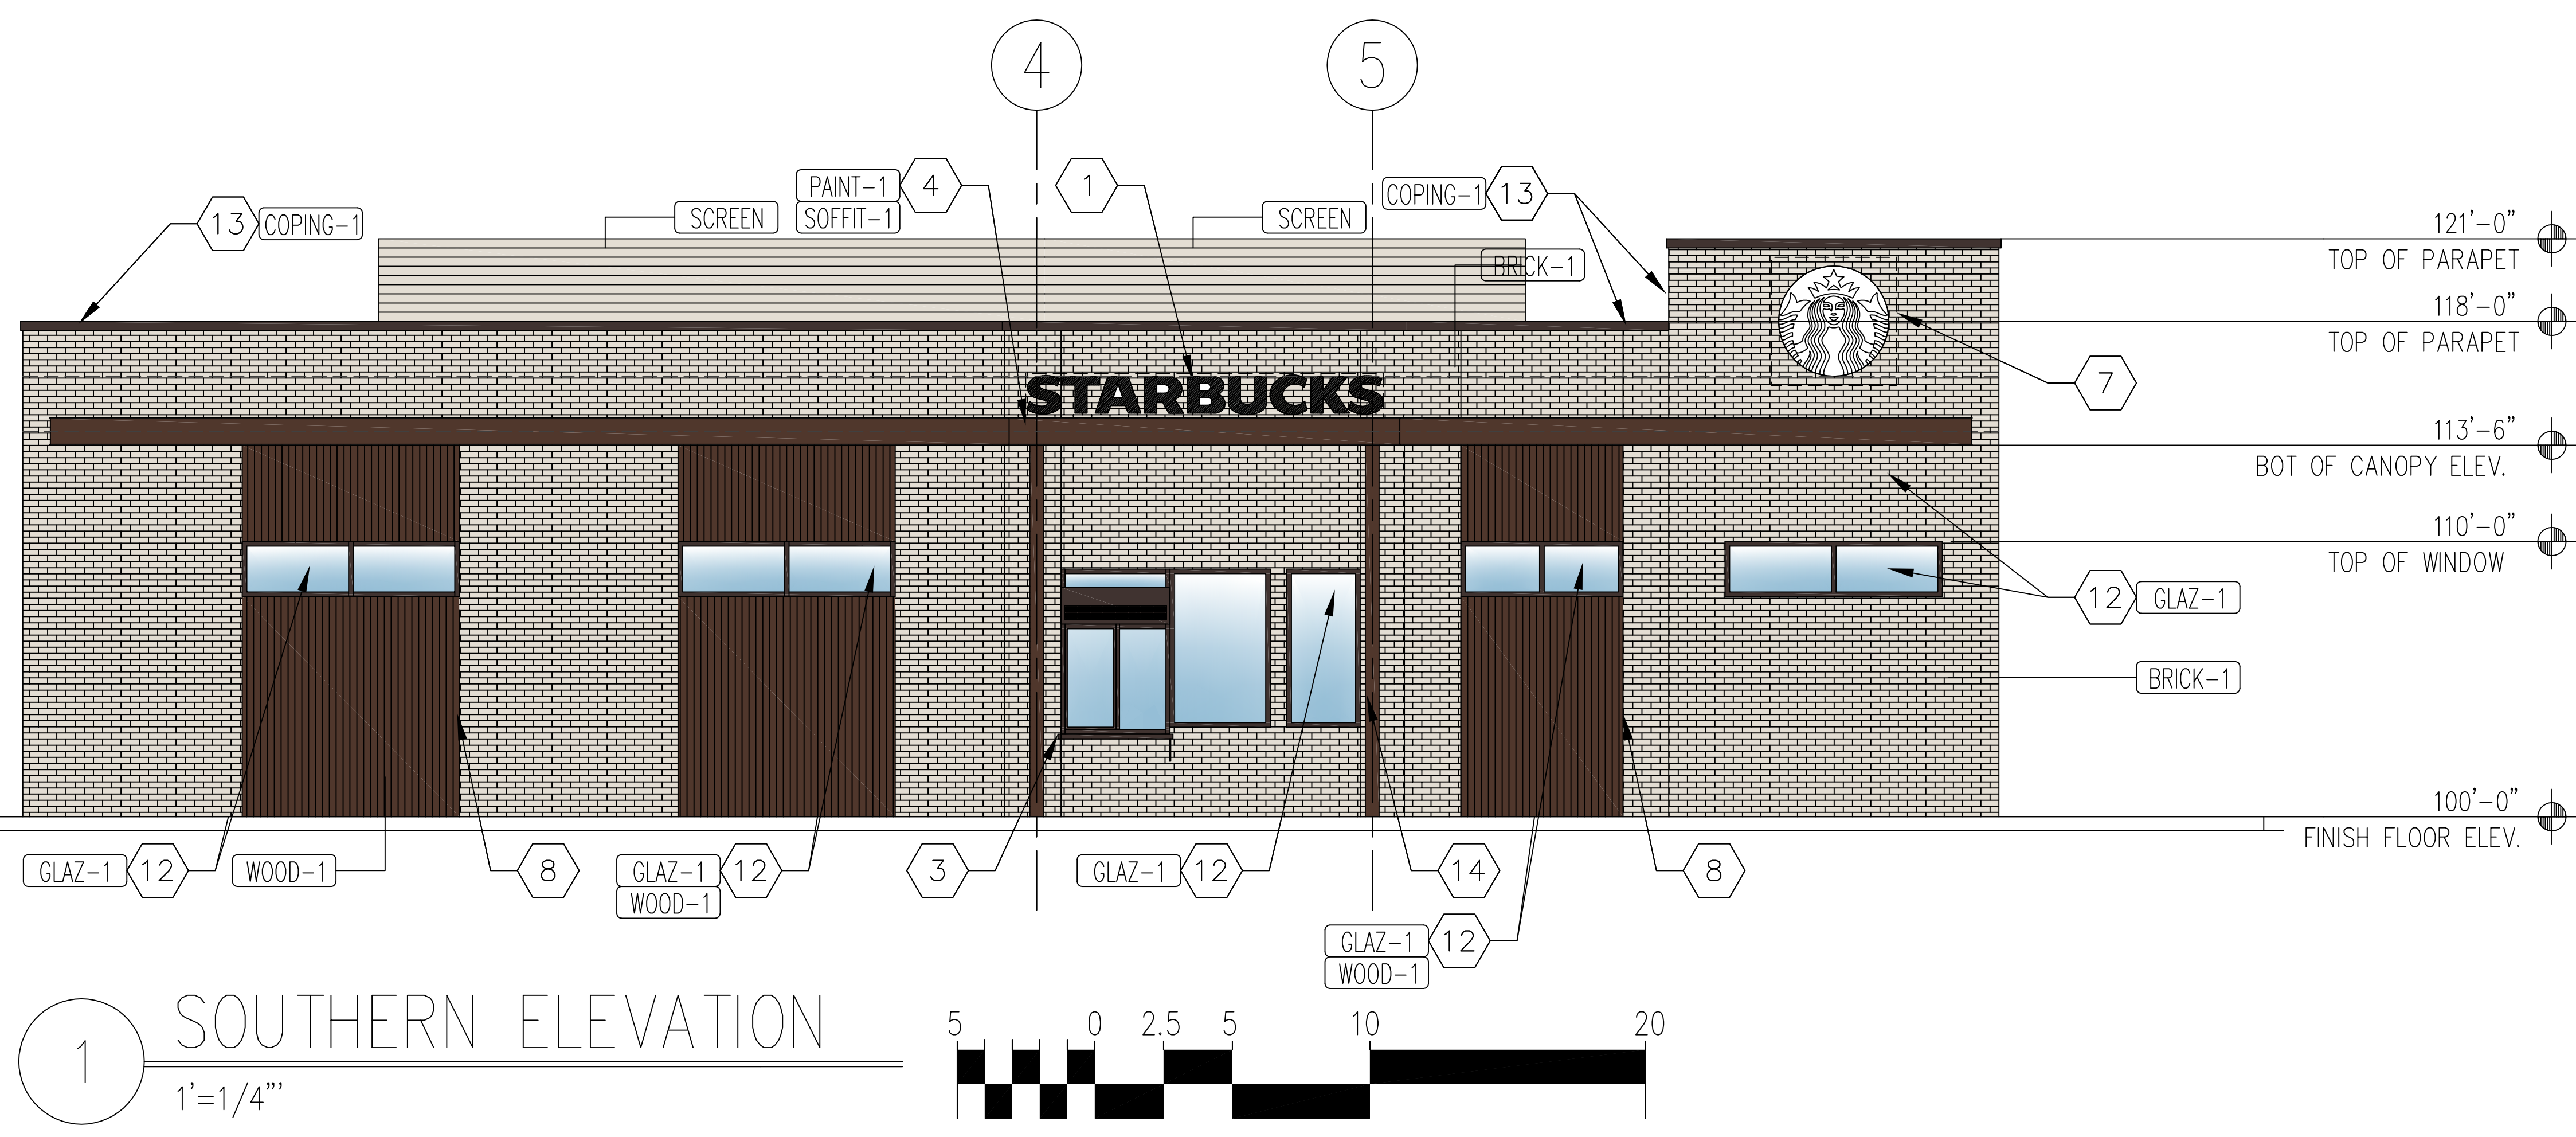 4
5
PAINT-1
4
SOFFIT-1
1
COPING-1
13
13
COPING-1
SCREEN
SCREEN
BRICK-1
121'-0"
TOP OF PARAPET
118'-0"
TOP OF PARAPET
7
STARBUCKS
113'-6"
BOT OF CANOPY ELEV.
110'-0"
TOP OF WINDOW
12
GLAZ-1
BRICK-1
100'-0"
FINISH FLOOR ELEV.
GLAZ-1
12
WOOD-1
8
GLAZ-1
12
WOOD-1
3
GLAZ-1
12
14
8
GLAZ-1
12
WOOD-1
1
SOUTHERN ELEVATION
1'=1/4"'
5 0 2.5 5 10 20